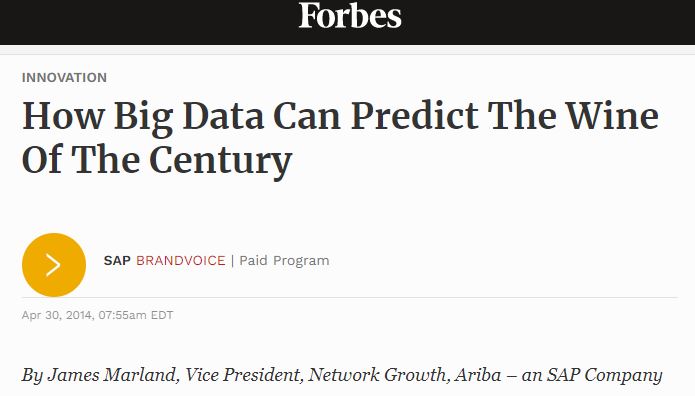 Forbes
INNOVATION
How Big Data Can Predict The Wine
Of The Century
SAP BRANDVOICE | Paid Program
Apr 30, 2014, 07:55am EDT
By James Marland, Vice President, Network Growth, Ariba – an SAP Company